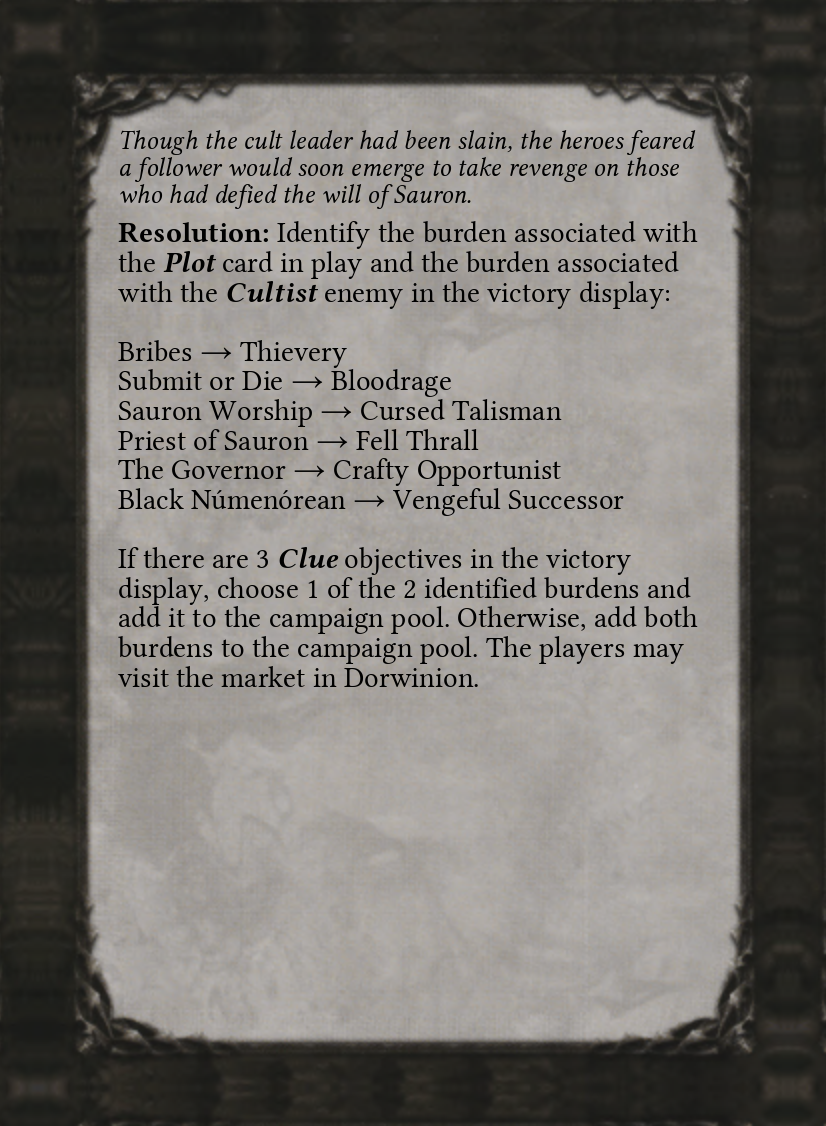 Though the cult leader had been slain, the heroes feared
a follower would soon emerge to take revenge on those
who had defied the will of Sauron.
Resolution: Identify the burden associated with
the Plot card in play and the burden associated
with the Cultist enemy in the victory display:
Bribes → Thievery
Submit or Die → Bloodrage
Sauron Worship → Cursed Talisman
Priest of Sauron → Fell Thrall
The Governor → Crafty Opportunist
Black Númenórean → Vengeful Successor
If there are 3 Clue objectives in the victory
display, choose 1 of the 2 identified burdens and
add it to the campaign pool. Otherwise, add both
burdens to the campaign pool. The players may
visit the market in Dorwinion.